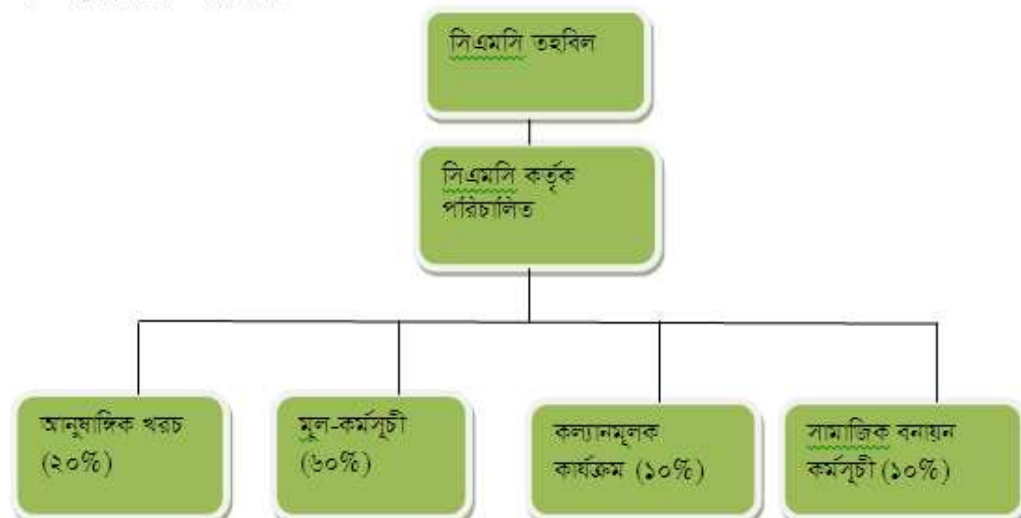 সিএমসি তহবিল
সিএমসি কর্তৃক
পরিচালিত
আনুষাংগিক খরচ
(২০%)
মুল-কর্মসূচী
(৬০%)
কল্যানমূলক
কার্যক্রম (১০%)
সামাজিক বনায়ন
কর্মসূচী (১০%)